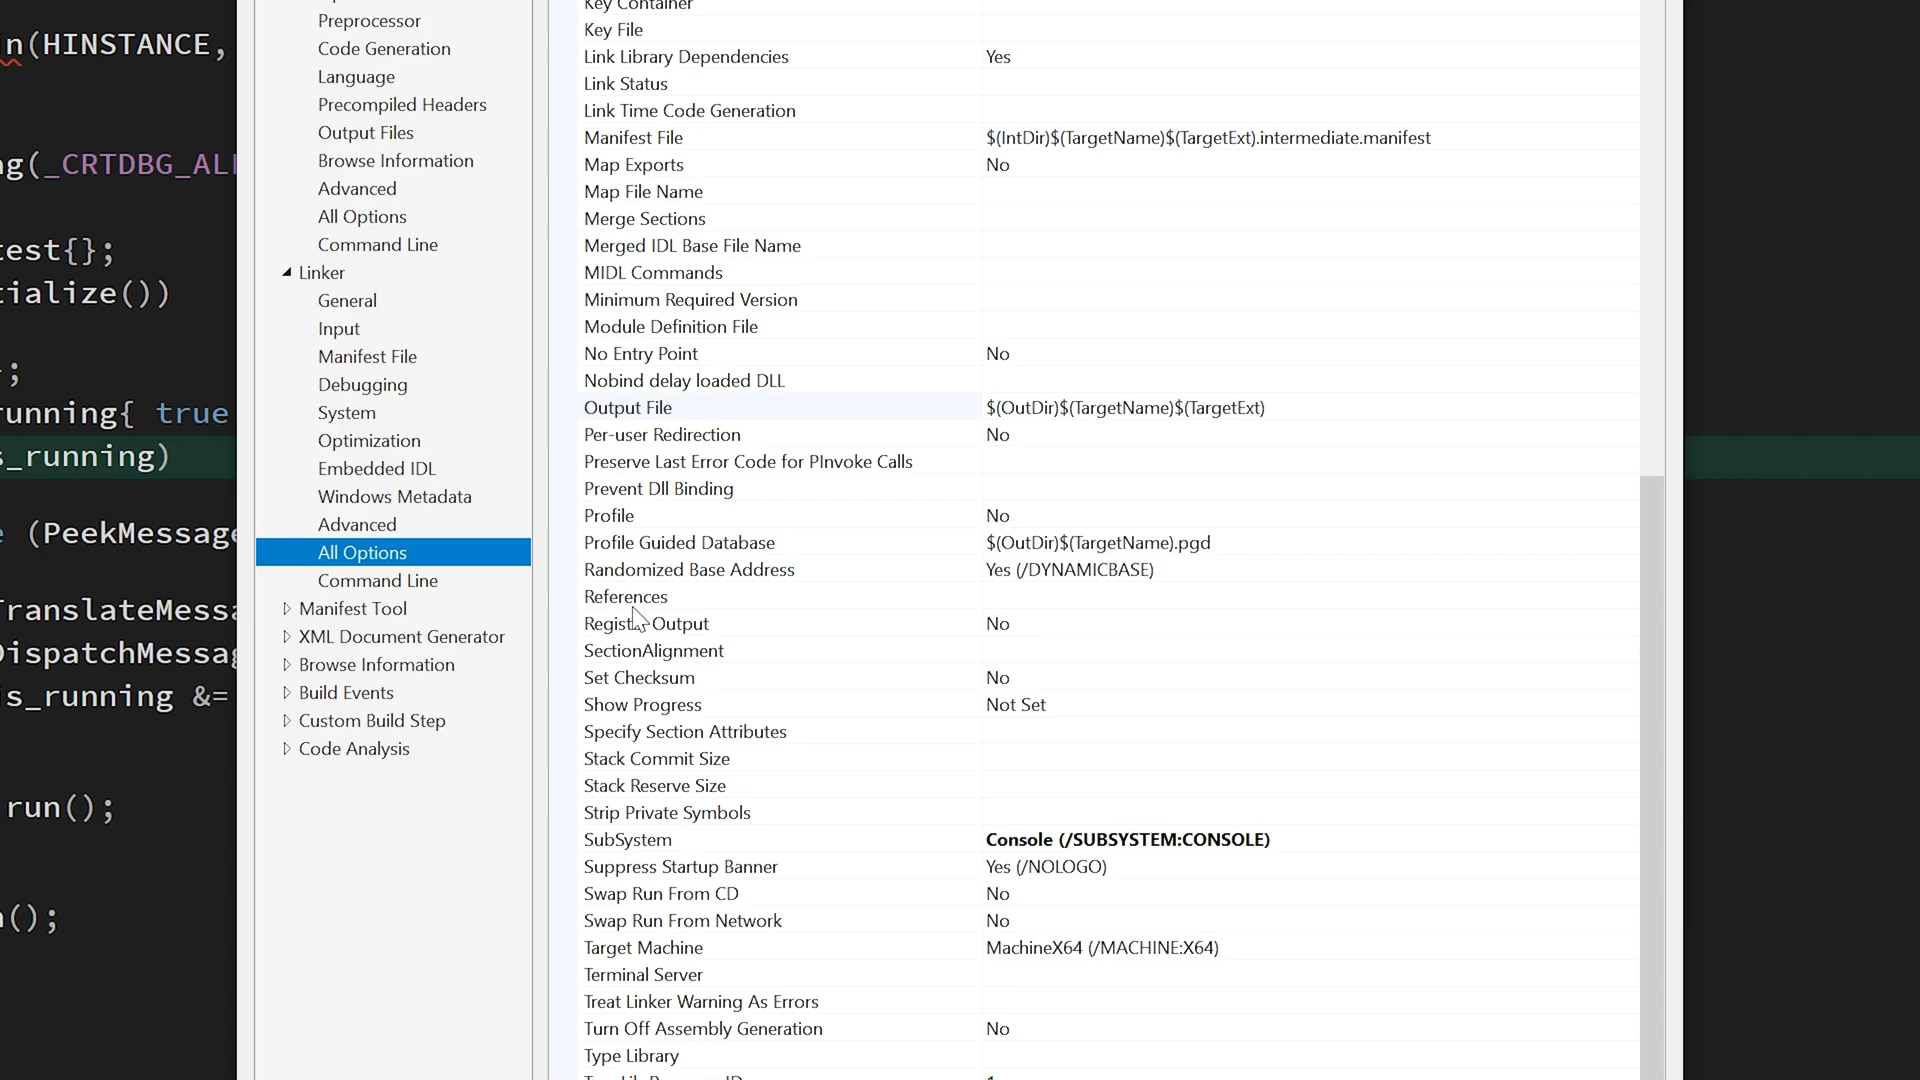 n(HINSTANCE,
ng(_CRTDBG_ALL
test{};
tialize())
};
running{ true
s_running)
e (PeekMessage
TranslateMessa
DispatchMessag
is_running &=
run();
n();
Preprocessor
Code Generation
Language
Precompiled Headers
Output Files
Browse Information
Advanced
All Options
Command Line
Linker
General
Input
Manifest File
Debugging
System
Optimization
Embedded IDL
Windows Metadata
Advanced
All Options
Command Line
Manifest Tool
XML Document Generator
Browse Information
Build Events
Custom Build Step
Code Analysis
Key Container
Key File
Link Library Dependencies Yes
Link Status
Link Time Code Generation
Manifest File $(IntDir)$(TargetName)$(TargetExt).intermediate.manifest
Map Exports No
Map File Name
Merge Sections
Merged IDL Base File Name
MIDL Commands
Minimum Required Version
Module Definition File
No Entry Point No
Nobind delay loaded DLL
Output File $(OutDir)$(TargetName)$(TargetExt)
Per-user Redirection No
Preserve Last Error Code for PInvoke Calls
Prevent Dll Binding
Profile No
Profile Guided Database $(OutDir)$(TargetName).pgd
Randomized Base Address Yes (/DYNAMICBASE)
References
Register Output No
SectionAlignment
Set Checksum No
Show Progress Not Set
Specify Section Attributes
Stack Commit Size
Stack Reserve Size
Strip Private Symbols
SubSystem Console (/SUBSYSTEM:CONSOLE)
Suppress Startup Banner Yes (/NOLOGO)
Swap Run From CD No
Swap Run From Network No
Target Machine MachineX64 (/MACHINE:X64)
Terminal Server
Treat Linker Warning As Errors
Turn Off Assembly Generation No
Type Library